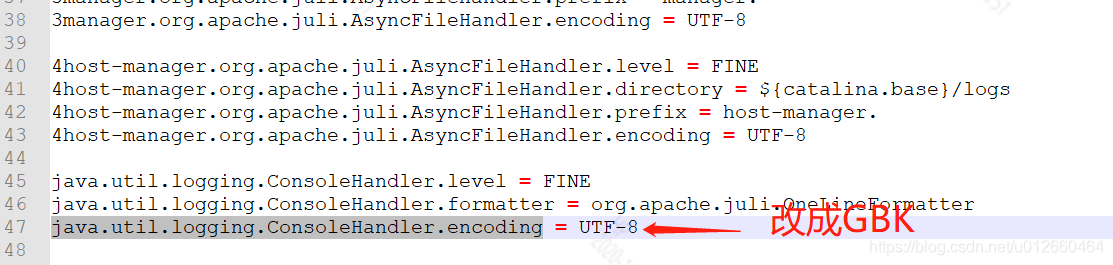 38 3manager.org.apache.juli.AsyncFileHandler.encoding = UTF-8
39
40 4host-manager.org.apache.juli.AsyncFileHandler.level = FINE
41 4host-manager.org.apache.juli.AsyncFileHandler.directory = ${catalina.base}/logs
42 4host-manager.org.apache.juli.AsyncFileHandler.prefix = host-manager.
43 4host-manager.org.apache.juli.AsyncFileHandler.encoding = UTF-8
44
45 java.util.logging.ConsoleHandler.level = FINE
46 java.util.logging.ConsoleHandler.formatter = org.apache.juli.OneLineFormatter
47 java.util.logging.ConsoleHandler.encoding = UTF-8 改成GBK
48
https://blog.csdn.net/u012660464